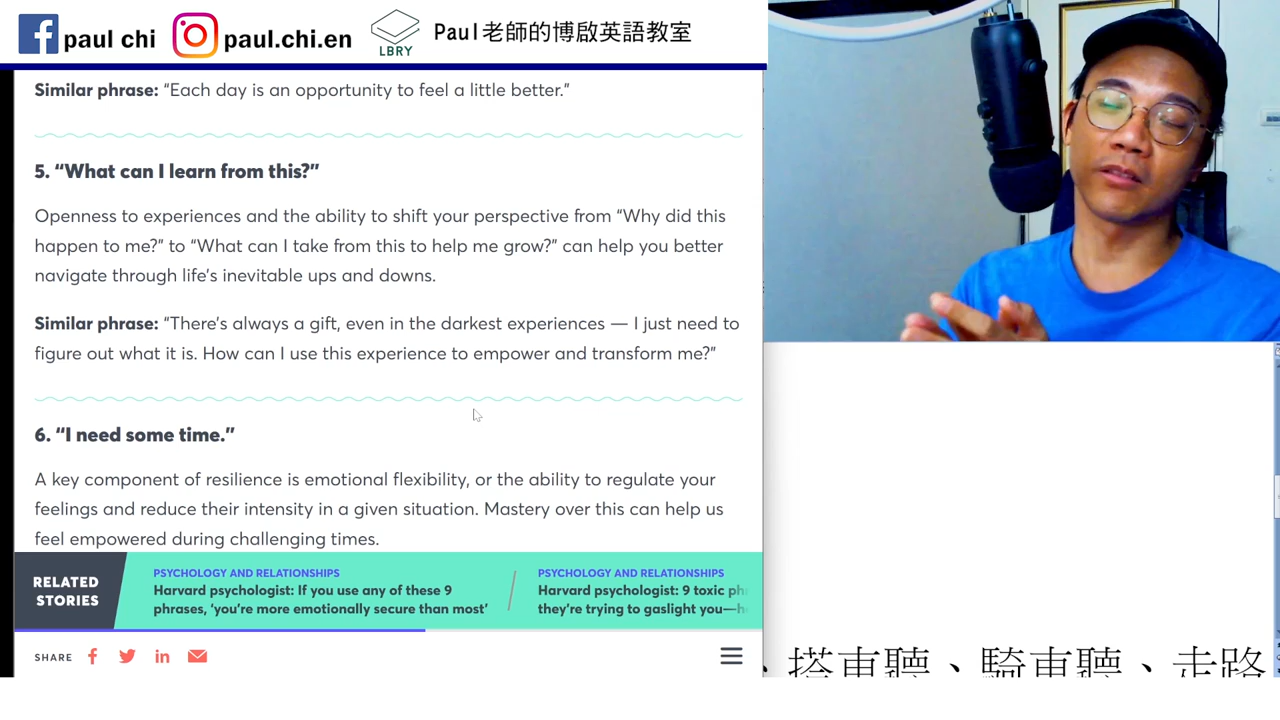 paul chi
paul.chi.en
LBRY
Paul老師的博啟英語教室
Similar phrase: “Each day is an opportunity to feel a little better.”
5. “What can I learn from this?”
Openness to experiences and the ability to shift your perspective from “Why did this
happen to me?” to “What can I take from this to help me grow?” can help you better
navigate through life’s inevitable ups and downs.
Similar phrase: “There’s always a gift, even in the darkest experiences — I just need to
figure out what it is. How can I use this experience to empower and transform me?”
6. “I need some time.”
A key component of resilience is emotional flexibility, or the ability to regulate your
feelings and reduce their intensity in a given situation. Mastery over this can help us
feel empowered during challenging times.
RELATED
STORIES
PSYCHOLOGY AND RELATIONSHIPS
Harvard psychologist: If you use any of these 9
phrases, ‘you’re more emotionally secure than most’
PSYCHOLOGY AND RELATIONSHIPS
Harvard psychologist: 9 toxic
they’re trying to gaslight you—
SHARE
、搭車聽、騎車聽、走路